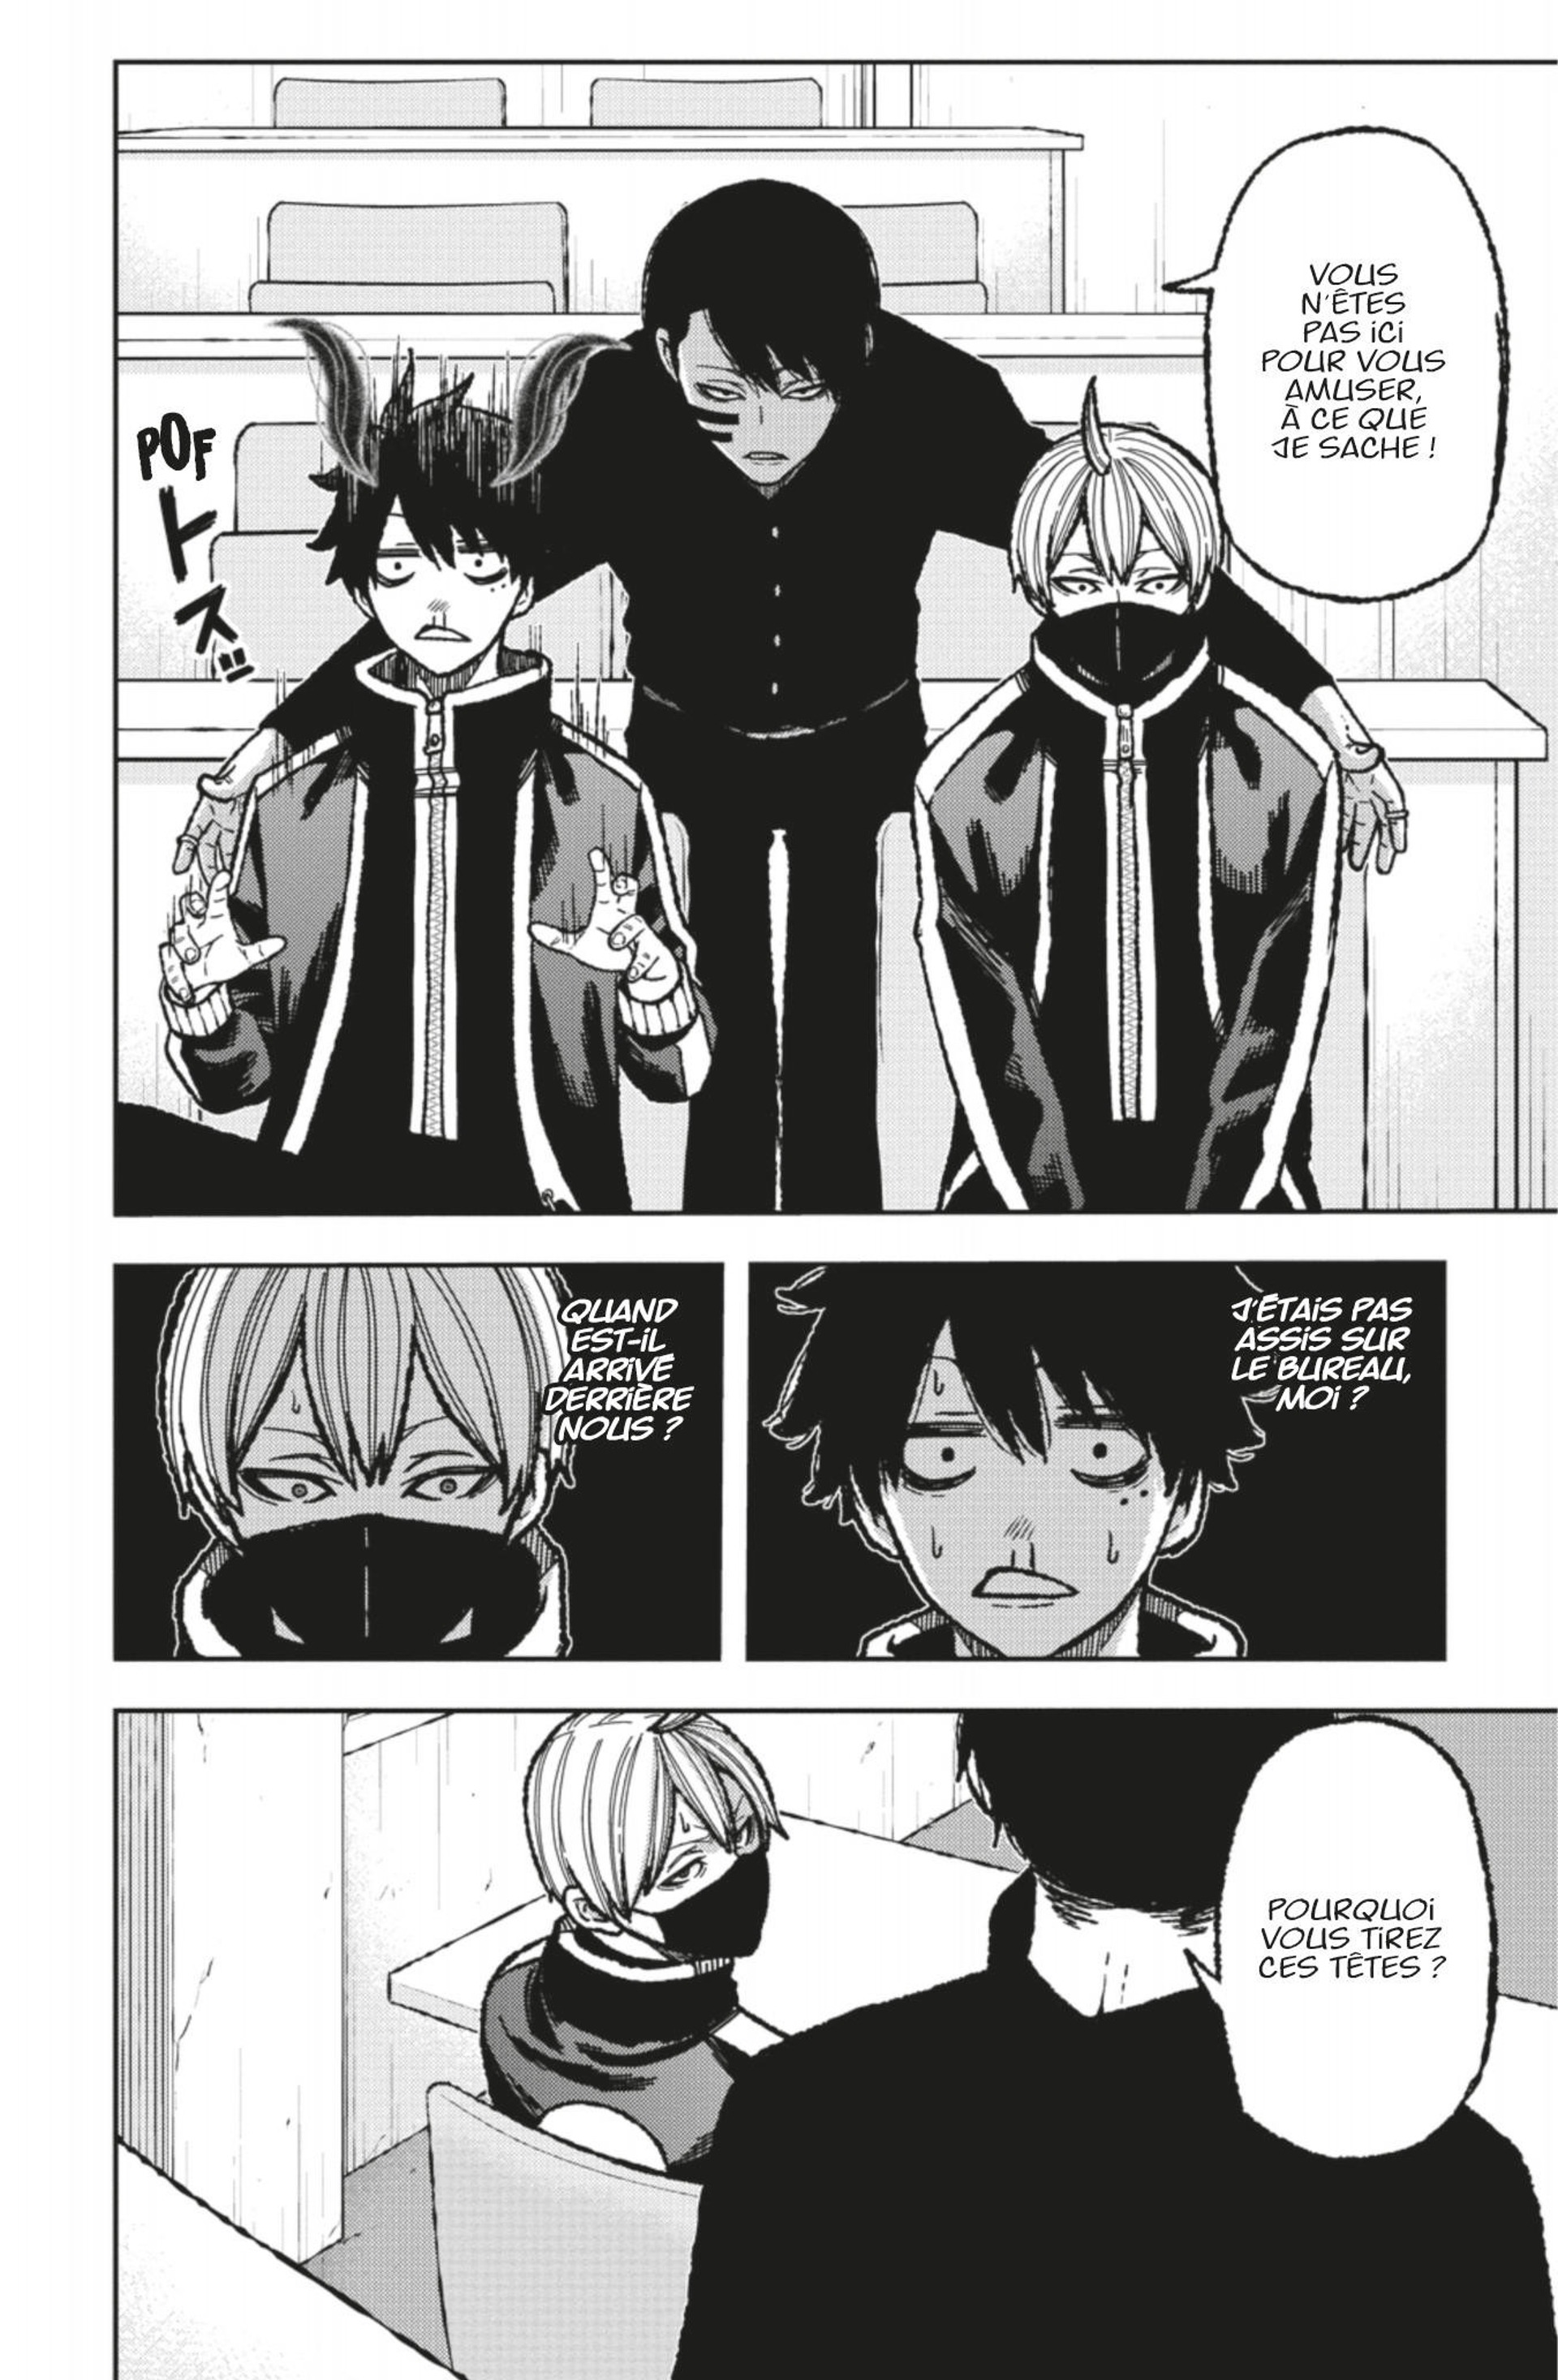 VOUS
N'ÊTES
PAS ICI
POUR VOUS
AMUSER,
À CE QUE
JE SACHE !
POF
トスッ
J'ÉTAIS PAS
ASSIS SUR
LE BUREAU,
MOI ?
QUAND
EST-IL
ARRIVÉ
DERRIÈRE
NOUS ?
POURQUOI
VOUS TIREZ
CES TÊTES ?